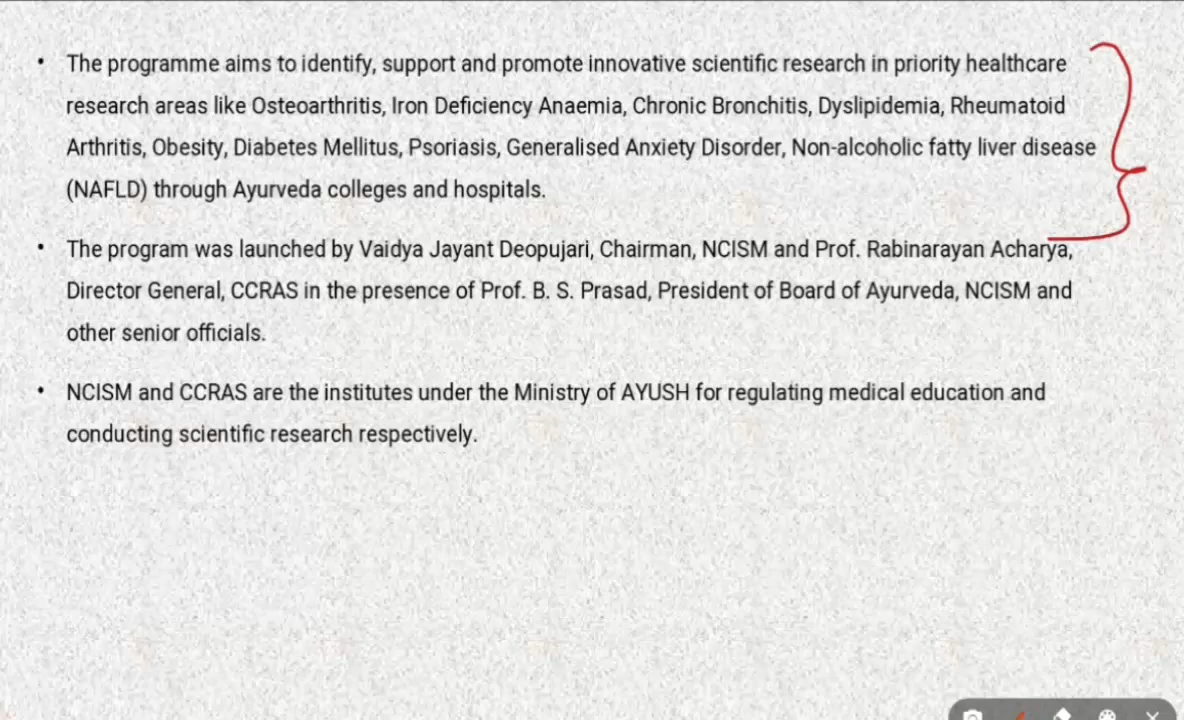 • The programme aims to identify, support and promote innovative scientific research in priority healthcare
research areas like Osteoarthritis, Iron Deficiency Anaemia, Chronic Bronchitis, Dyslipidemia, Rheumatoid
Arthritis, Obesity, Diabetes Mellitus, Psoriasis, Generalised Anxiety Disorder, Non-alcoholic fatty liver disease
(NAFLD) through Ayurveda colleges and hospitals.
• The program was launched by Vaidya Jayant Deopujari, Chairman, NCISM and Prof. Rabinarayan Acharya,
Director General, CCRAS in the presence of Prof. B. S. Prasad, President of Board of Ayurveda, NCISM and
other senior officials.
• NCISM and CCRAS are the institutes under the Ministry of AYUSH for regulating medical education and
conducting scientific research respectively.